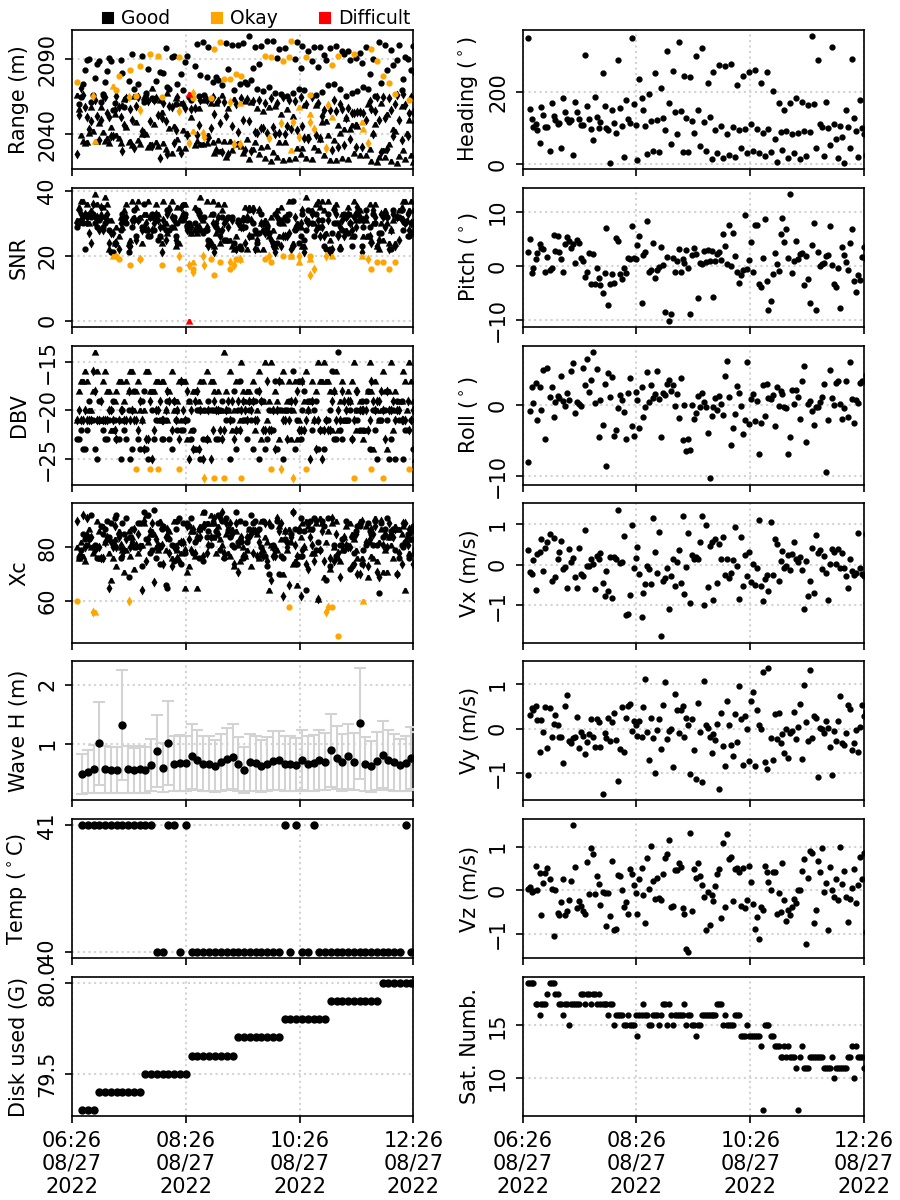 Good Okay Difficult
Range (m)
2090
2040
Heading (°)
200
0
SNR
40
20
0
Pitch (°)
10
0
−10
DBV
−15
−20
−25
Roll (°)
0
−10
Xc
80
60
Vx (m/s)
1
0
−1
Wave H (m)
2
1
Vy (m/s)
1
0
−1
Temp (°C)
41
40
Vz (m/s)
1
0
−1
Disk used (G)
80.0
79.5
Sat. Numb.
15
10
06:26 08:26 10:26 12:26 06:26 08:26 10:26 12:26
08/27 08/27 08/27 08/27 08/27 08/27 08/27 08/27
2022 2022 2022 2022 2022 2022 2022 2022